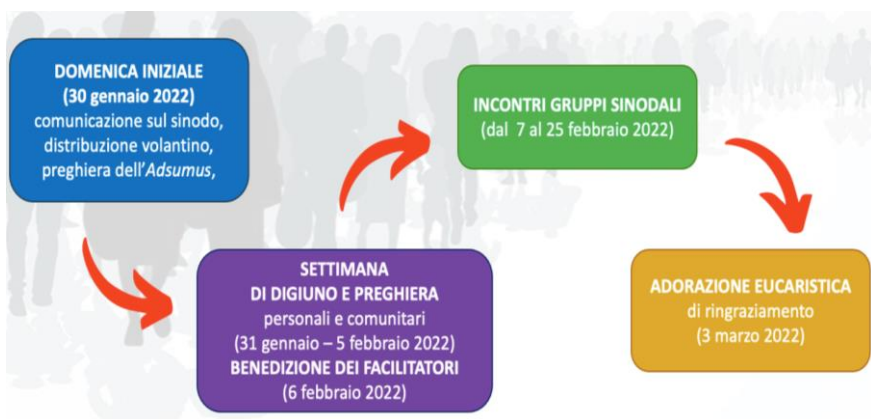 DOMENICA INIZIALE
(30 gennaio 2022)
comunicazione sul sinodo,
distribuzione volantino,
preghiera dell'Adsumus,
SETTIMANA
DI DIGIUNO E PREGHIERA
personali e comunitari
(31 gennaio – 5 febbraio 2022)
BENEDIZIONE DEI FACILITATORI
(6 febbraio 2022)
INCONTRI GRUPPI SINODALI
(dal 7 al 25 febbraio 2022)
ADORAZIONE EUCARISTICA
di ringraziamento
(3 marzo 2022)